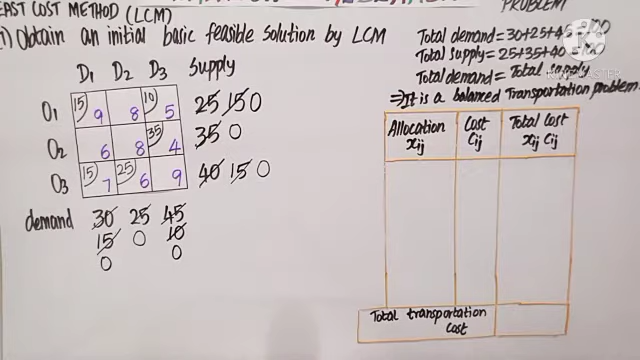 EAST COST METHOD (LCM)
PROBLEM
1) Obtain an initial basic feasible solution by LCM
Total demand = 30+25+45=100
Total supply = 25+35+40=100
Total demand = Total supply
⇒ It is a balanced Transportation problem.
KINEMASTER
D1 D2 D3 Supply
O1 15 9 8 10 5 25 15 0
O2 6 8 35 4 35 0
O3 15 7 25 6 9 40 15 0
demand 30 25 45
15 0 10
0 0
Allocation xij Cost Cij Total Cost xij Cij
Total transportation cost